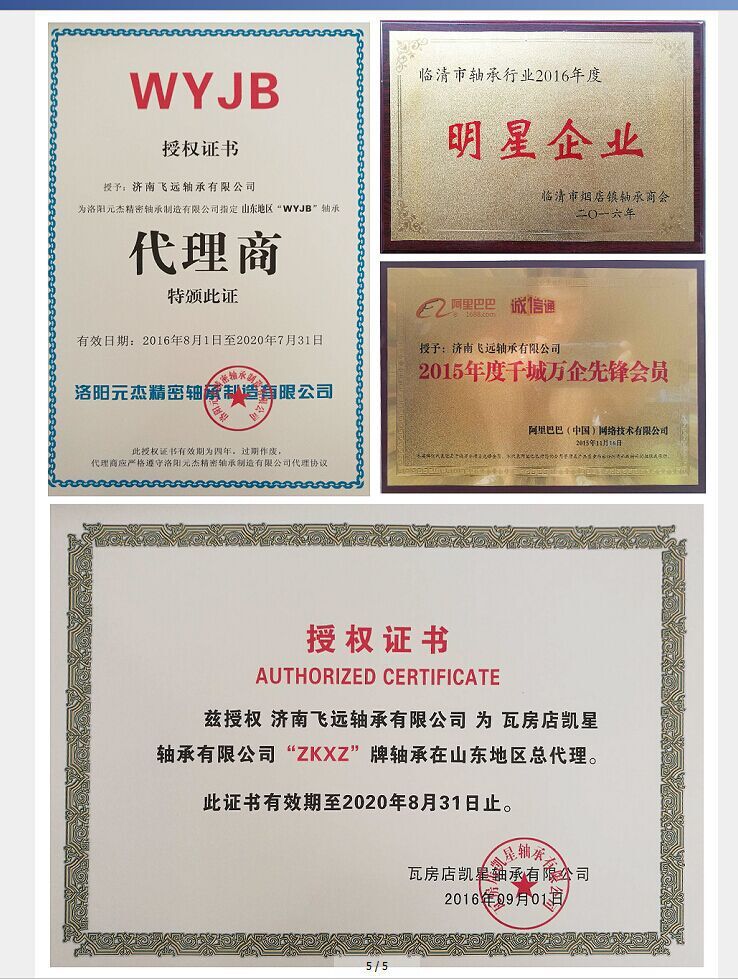 WYJB
授权证书
授予：济南飞远轴承有限公司
为洛阳元杰精密轴承制造有限公司指定 山东地区 “WYJB” 轴承
代理商
特颁此证
有效日期：2016年8月1日至2020年7月31日
洛阳元杰精密轴承制造有限公司
此授权证书有效期为四年，过期作废，
代理商应严格遵守洛阳元杰精密轴承制造有限公司代理协议
临清市轴承行业2016年度
明星企业
临清市烟店镇轴承商会
二〇一六年
阿里巴巴 诚信通
1688.com
授予：济南飞远轴承有限公司
2015年度千城万企先锋会员
阿里巴巴（中国）网络技术有限公司
2015年11月16日
授权证书
AUTHORIZED CERTIFICATE
兹授权 济南飞远轴承有限公司 为 瓦房店凯星
轴承有限公司 “ZKXZ” 牌轴承在山东地区总代理。
此证书有效期至2020年8月31日止。
瓦房店凯星轴承有限公司
2016年09月01日
5 / 5